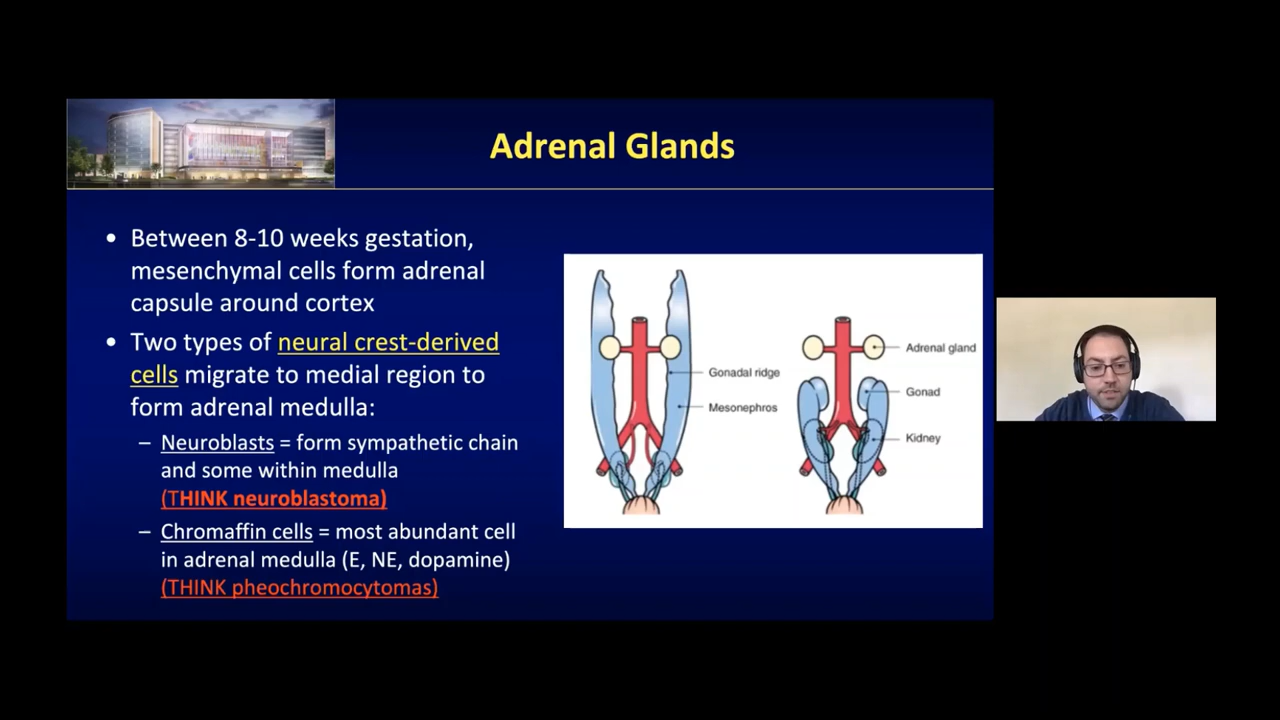 Adrenal Glands
• Between 8-10 weeks gestation,
mesenchymal cells form adrenal
capsule around cortex
• Two types of neural crest-derived
cells migrate to medial region to
form adrenal medulla:
– Neuroblasts = form sympathetic chain
and some within medulla
(THINK neuroblastoma)
– Chromaffin cells = most abundant cell
in adrenal medulla (E, NE, dopamine)
(THINK pheochromocytomas)
Gonadal ridge
Mesonephros
Adrenal gland
Gonad
Kidney